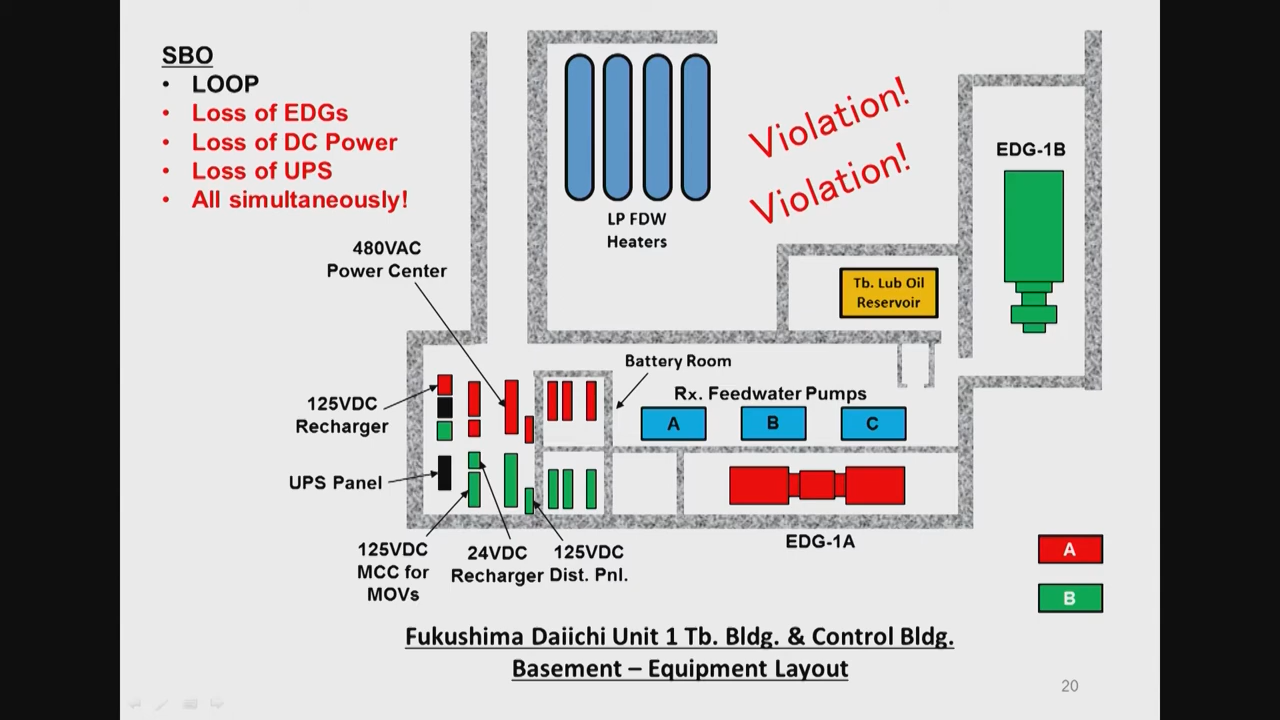 SBO
• LOOP
• Loss of EDGs
• Loss of DC Power
• Loss of UPS
• All simultaneously!
Violation!
Violation!
EDG-1B
LP FDW
Heaters
480VAC
Power Center
Tb. Lub Oil
Reservoir
Battery Room
Rx. Feedwater Pumps
A
B
C
125VDC
Recharger
UPS Panel
EDG-1A
125VDC
MCC for
MOVs
24VDC
Recharger
125VDC
Dist. Pnl.
A
B
Fukushima Daiichi Unit 1 Tb. Bldg. & Control Bldg.
Basement – Equipment Layout
20